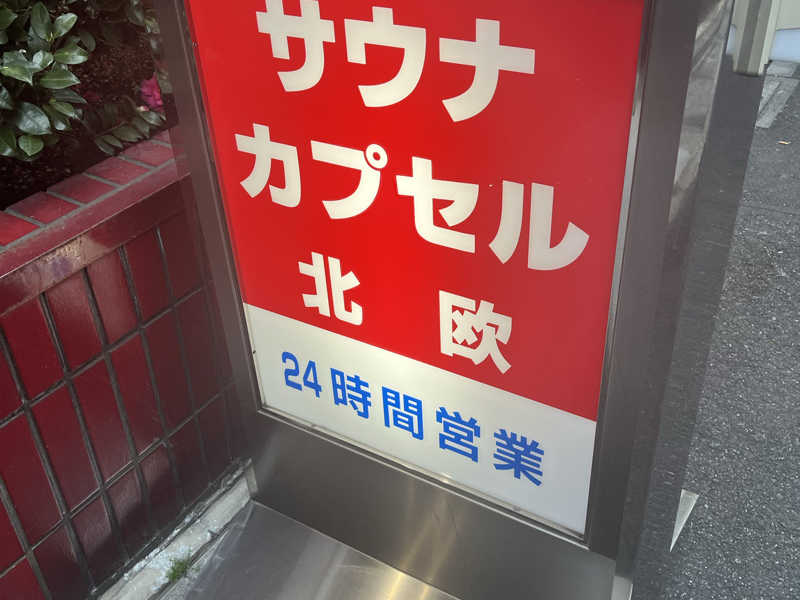 サウナ
カプセル
北 欧
24時間営業